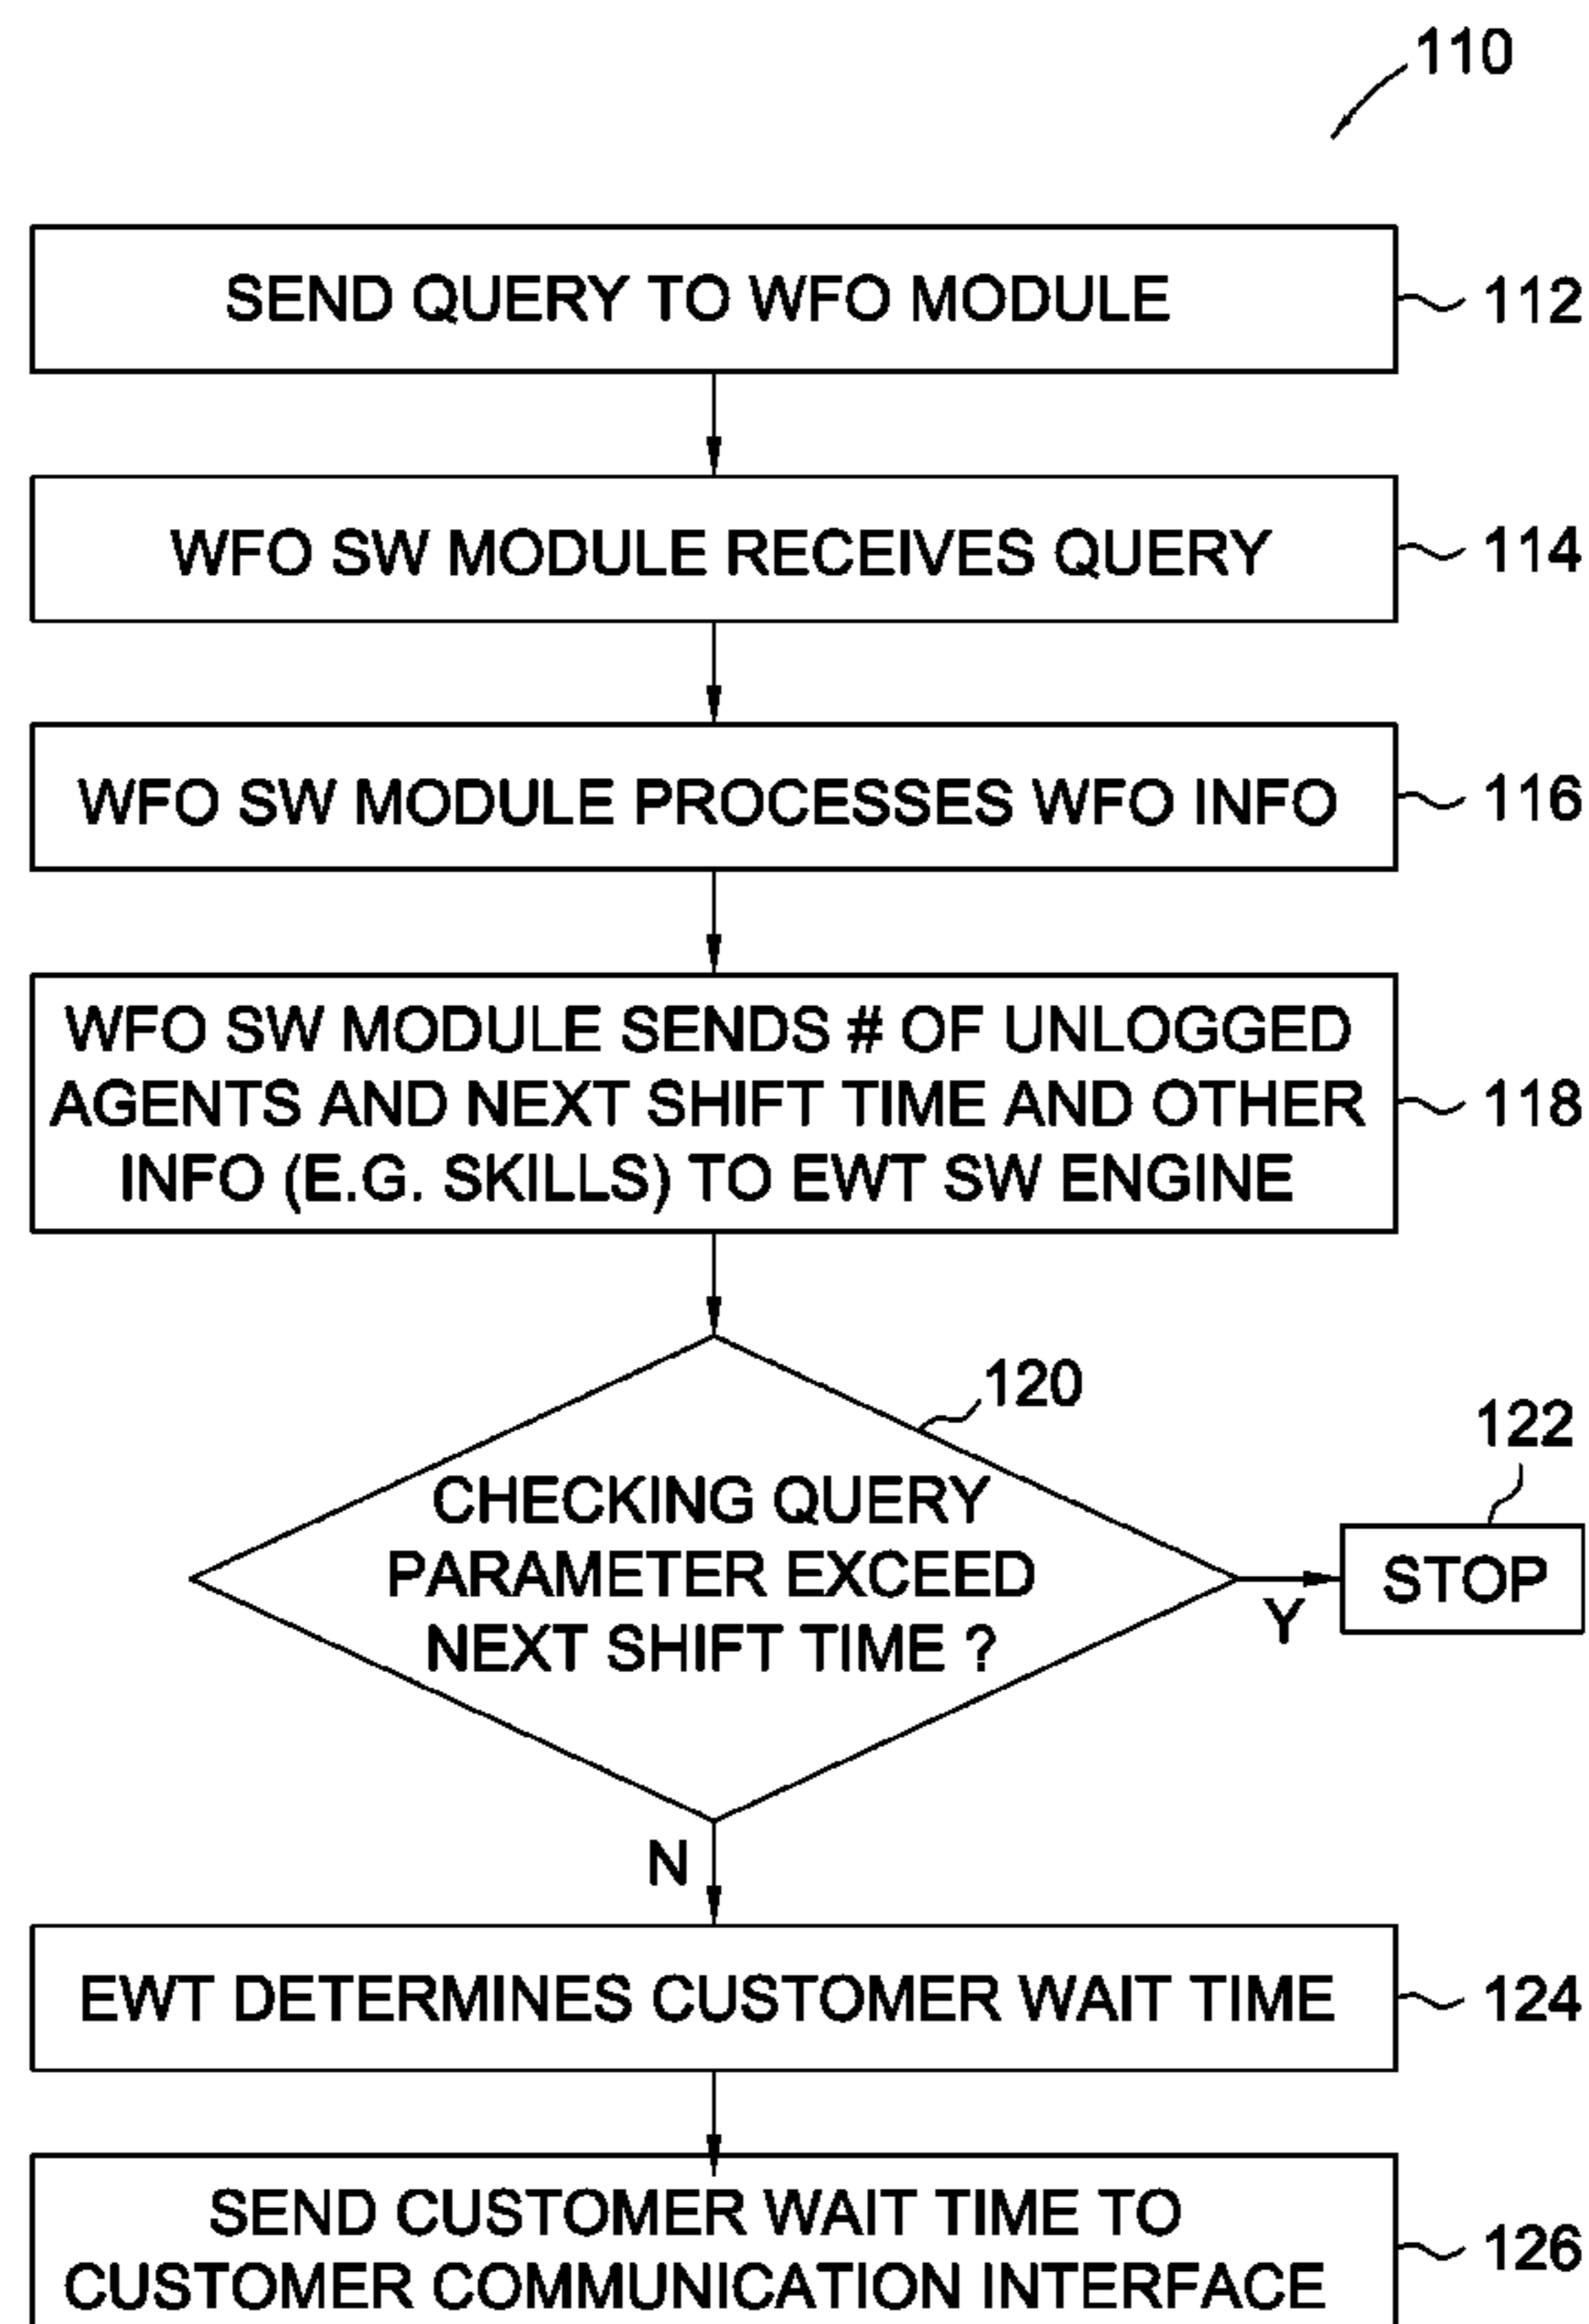 110
SEND QUERY TO WFO MODULE
112
WFO SW MODULE RECEIVES QUERY
114
WFO SW MODULE PROCESSES WFO INFO
116
WFO SW MODULE SENDS # OF UNLOGGED
AGENTS AND NEXT SHIFT TIME AND OTHER
INFO (E.G. SKILLS) TO EWT SW ENGINE
118
120
CHECKING QUERY
PARAMETER EXCEED
NEXT SHIFT TIME ?
122
STOP
Y
N
EWT DETERMINES CUSTOMER WAIT TIME
124
SEND CUSTOMER WAIT TIME TO
CUSTOMER COMMUNICATION INTERFACE
126